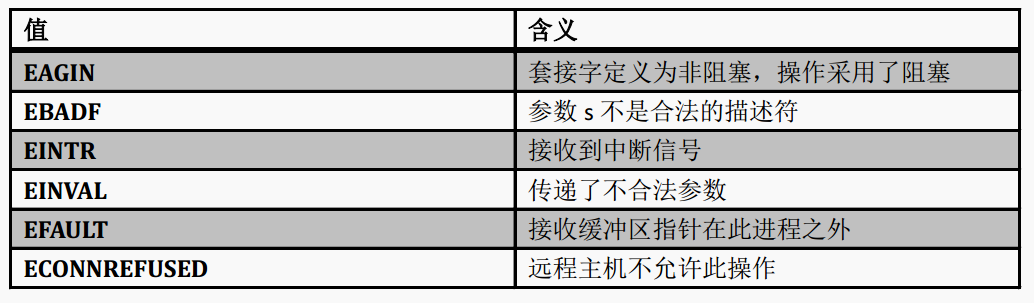 值 含义
EAGIN 套接字定义为非阻塞，操作采用了阻塞
EBADF 参数 s 不是合法的描述符
EINTR 接收到中断信号
EINVAL 传递了不合法参数
EFAULT 接收缓冲区指针在此进程之外
ECONNREFUSED 远程主机不允许此操作